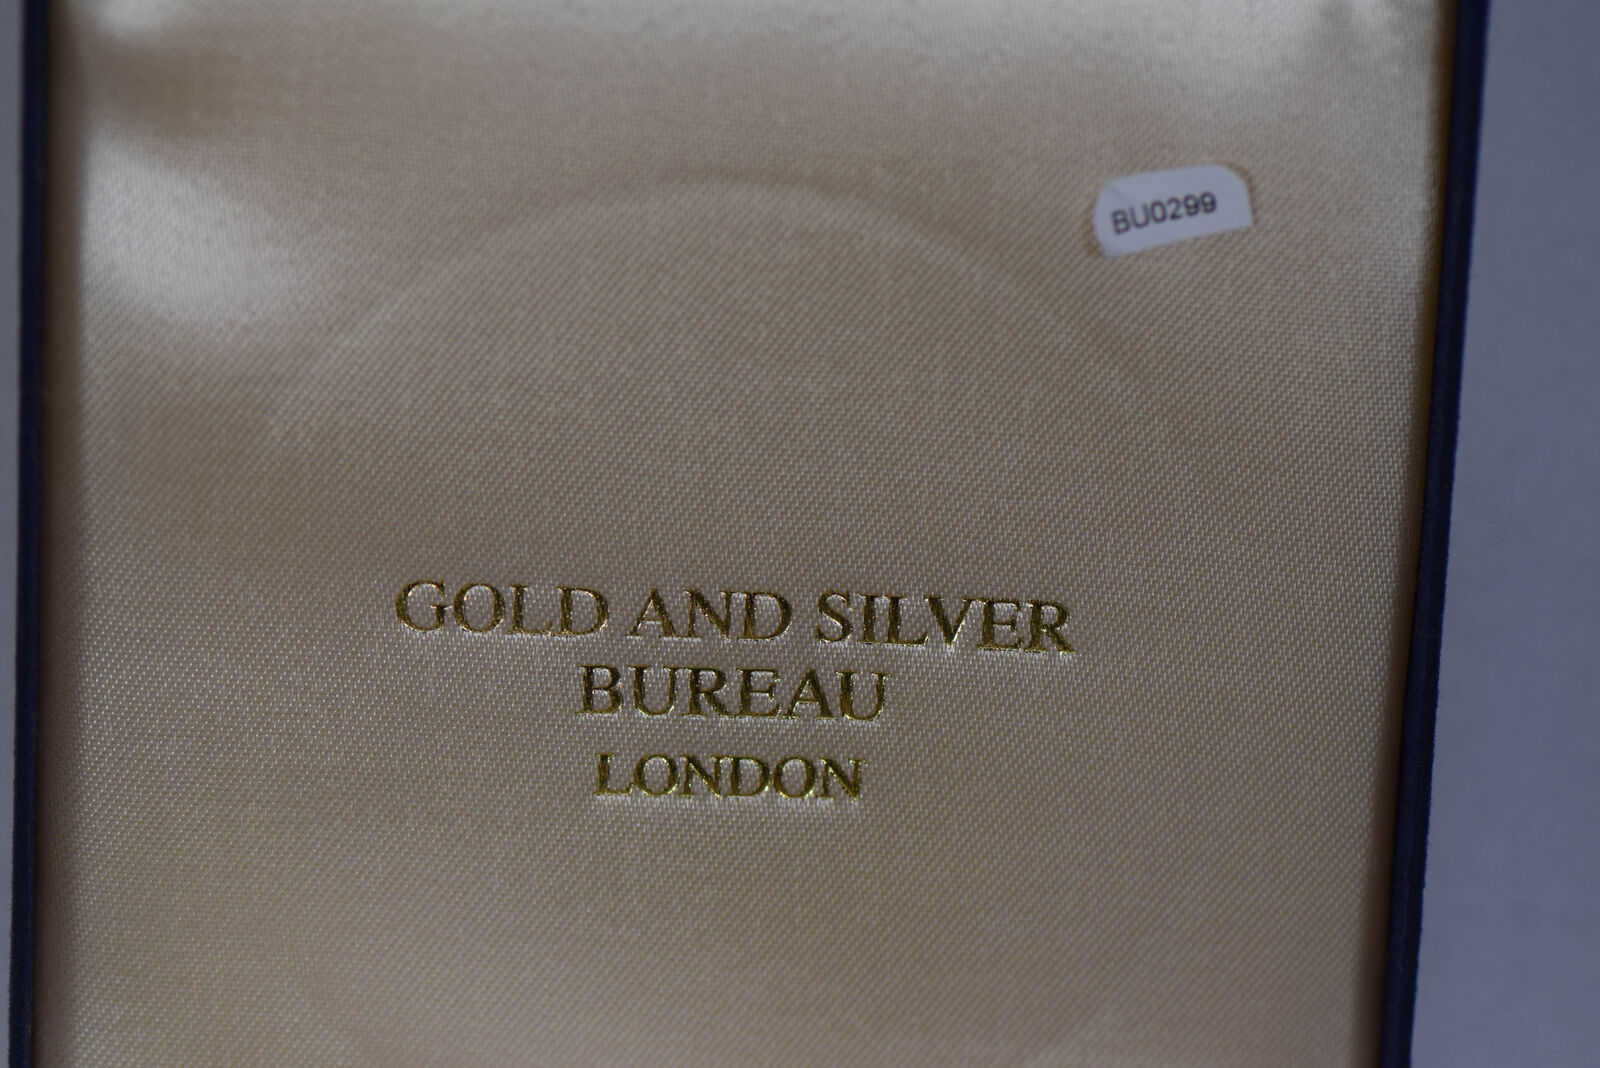 BU0299
GOLD AND SILVER
BUREAU
LONDON